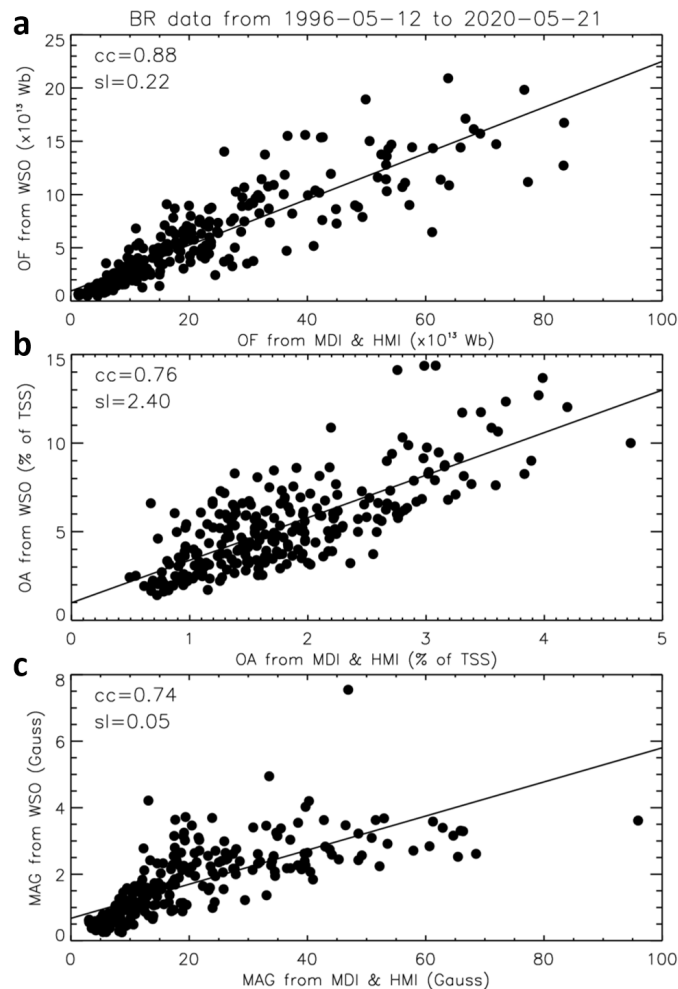 a
BR data from 1996-05-12 to 2020-05-21
cc=0.88
sl=0.22
OF from WSO (x10¹³ Wb)
25
20
15
10
5
0
0 20 40 60 80 100
OF from MDI & HMI (x10¹³ Wb)
b
cc=0.76
sl=2.40
OA from WSO (% of TSS)
15
10
5
0
0 1 2 3 4 5
OA from MDI & HMI (% of TSS)
c
cc=0.74
sl=0.05
MAG from WSO (Gauss)
8
6
4
2
0
0 20 40 60 80 100
MAG from MDI & HMI (Gauss)